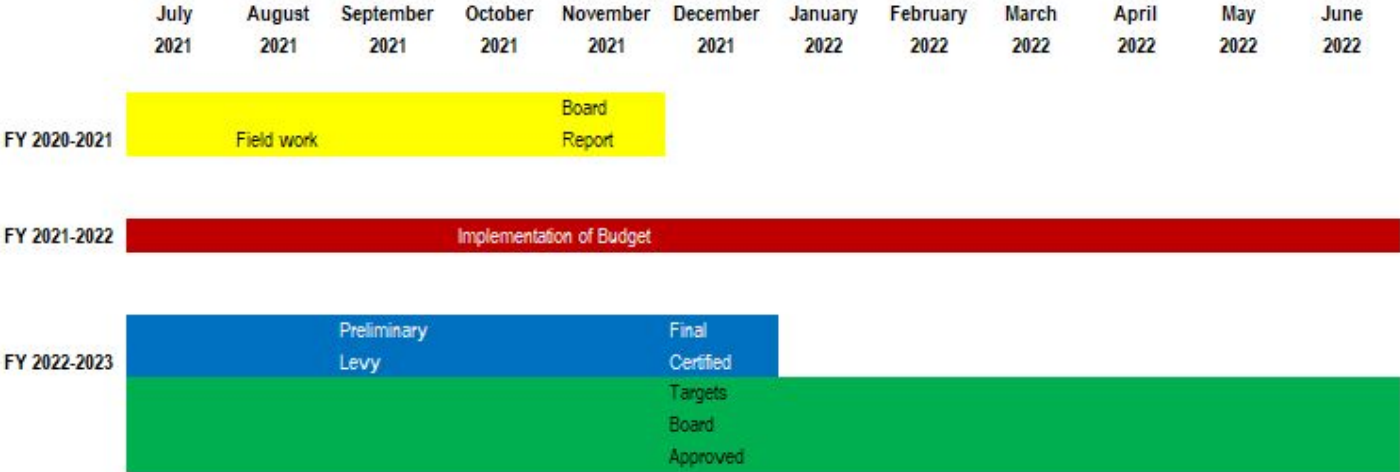 July August September October November December January February March April May June
2021 2021 2021 2021 2021 2021 2022 2022 2022 2022 2022 2022
Board
FY 2020-2021 Field work Report
FY 2021-2022 Implementation of Budget
Preliminary Final
FY 2022-2023 Levy Certified
Targets
Board
Approved